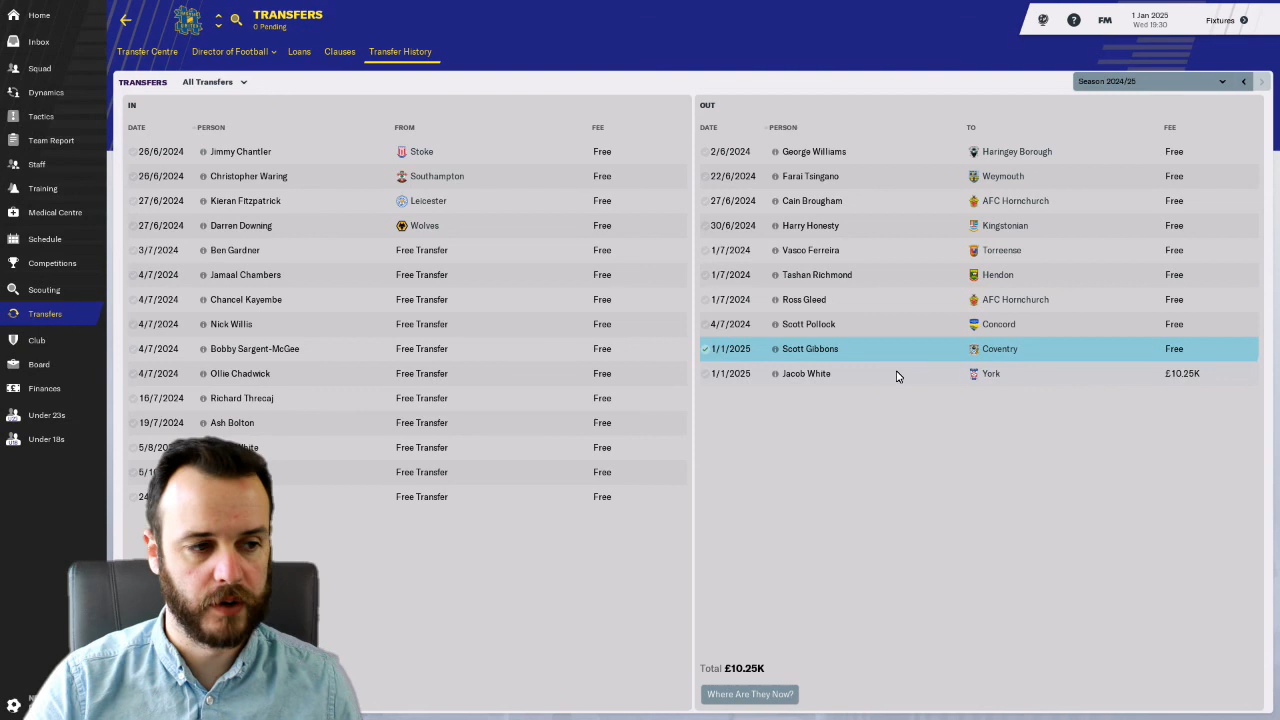 Home
Inbox
Squad
Dynamics
Tactics
Team Report
Staff
Training
Medical Centre
Schedule
Competitions
Scouting
Transfers
Club
Board
Finances
Under 23s
Under 18s
TRANSFERS
0 Pending
FM
1 Jan 2025
Wed 19:30
Fixtures
Transfer Centre Director of Football Loans Clauses Transfer History
TRANSFERS All Transfers
Season 2024/25
IN
DATE PERSON FROM FEE
26/6/2024 Jimmy Chantler Stoke Free
26/6/2024 Christopher Waring Southampton Free
27/6/2024 Kieran Fitzpatrick Leicester Free
27/6/2024 Darren Downing Wolves Free
3/7/2024 Ben Gardner Free Transfer Free
4/7/2024 Jamaal Chambers Free Transfer Free
4/7/2024 Chancel Kayembe Free Transfer Free
4/7/2024 Nick Willis Free Transfer Free
4/7/2024 Bobby Sargent-McGee Free Transfer Free
4/7/2024 Ollie Chadwick Free Transfer Free
16/7/2024 Richard Threcaj Free Transfer Free
19/7/2024 Ash Bolton Free Transfer Free
Free Transfer Free
Free Transfer Free
Free Transfer Free
OUT
DATE PERSON TO FEE
2/6/2024 George Williams Haringey Borough Free
22/6/2024 Farai Tsingano Weymouth Free
27/6/2024 Cain Brougham AFC Hornchurch Free
30/6/2024 Harry Honesty Kingstonian Free
1/7/2024 Vasco Ferreira Torreense Free
1/7/2024 Tashan Richmond Hendon Free
1/7/2024 Ross Gleed AFC Hornchurch Free
4/7/2024 Scott Pollock Concord Free
1/1/2025 Scott Gibbons Coventry Free
1/1/2025 Jacob White York £10.25K
Total £10.25K
Where Are They Now?